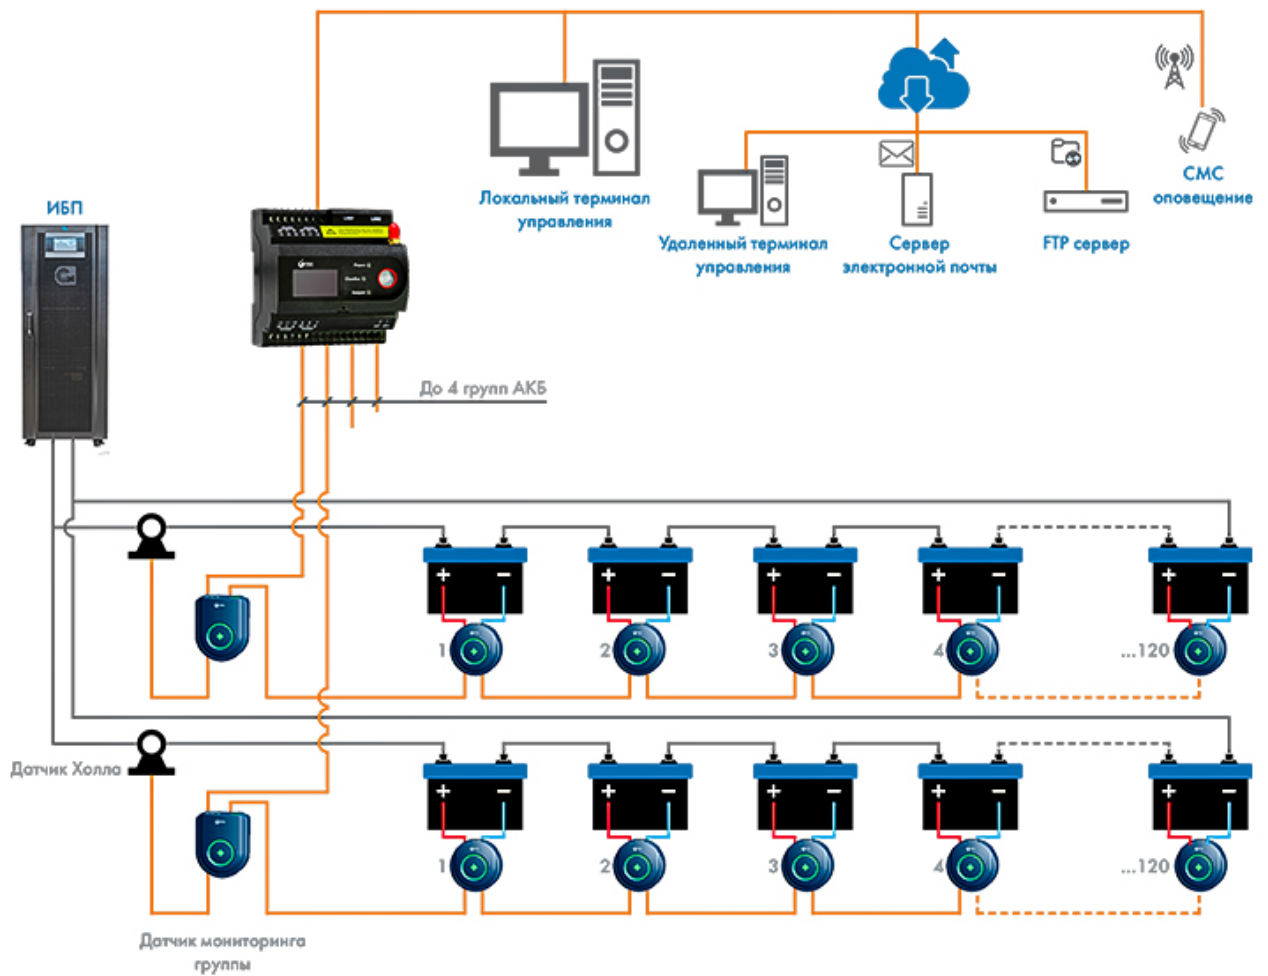 Локальный терминал
управления
Удаленный терминал
управления
Сервер
электронной почты
FTP сервер
СМС
оповещение
ИБП
До 4 групп АКБ
+ − + − + − + − + −
1 2 3 4 ...120
Датчик Холла
+ − + − + − + − + −
1 2 3 4 ...120
Датчик мониторинга
группы